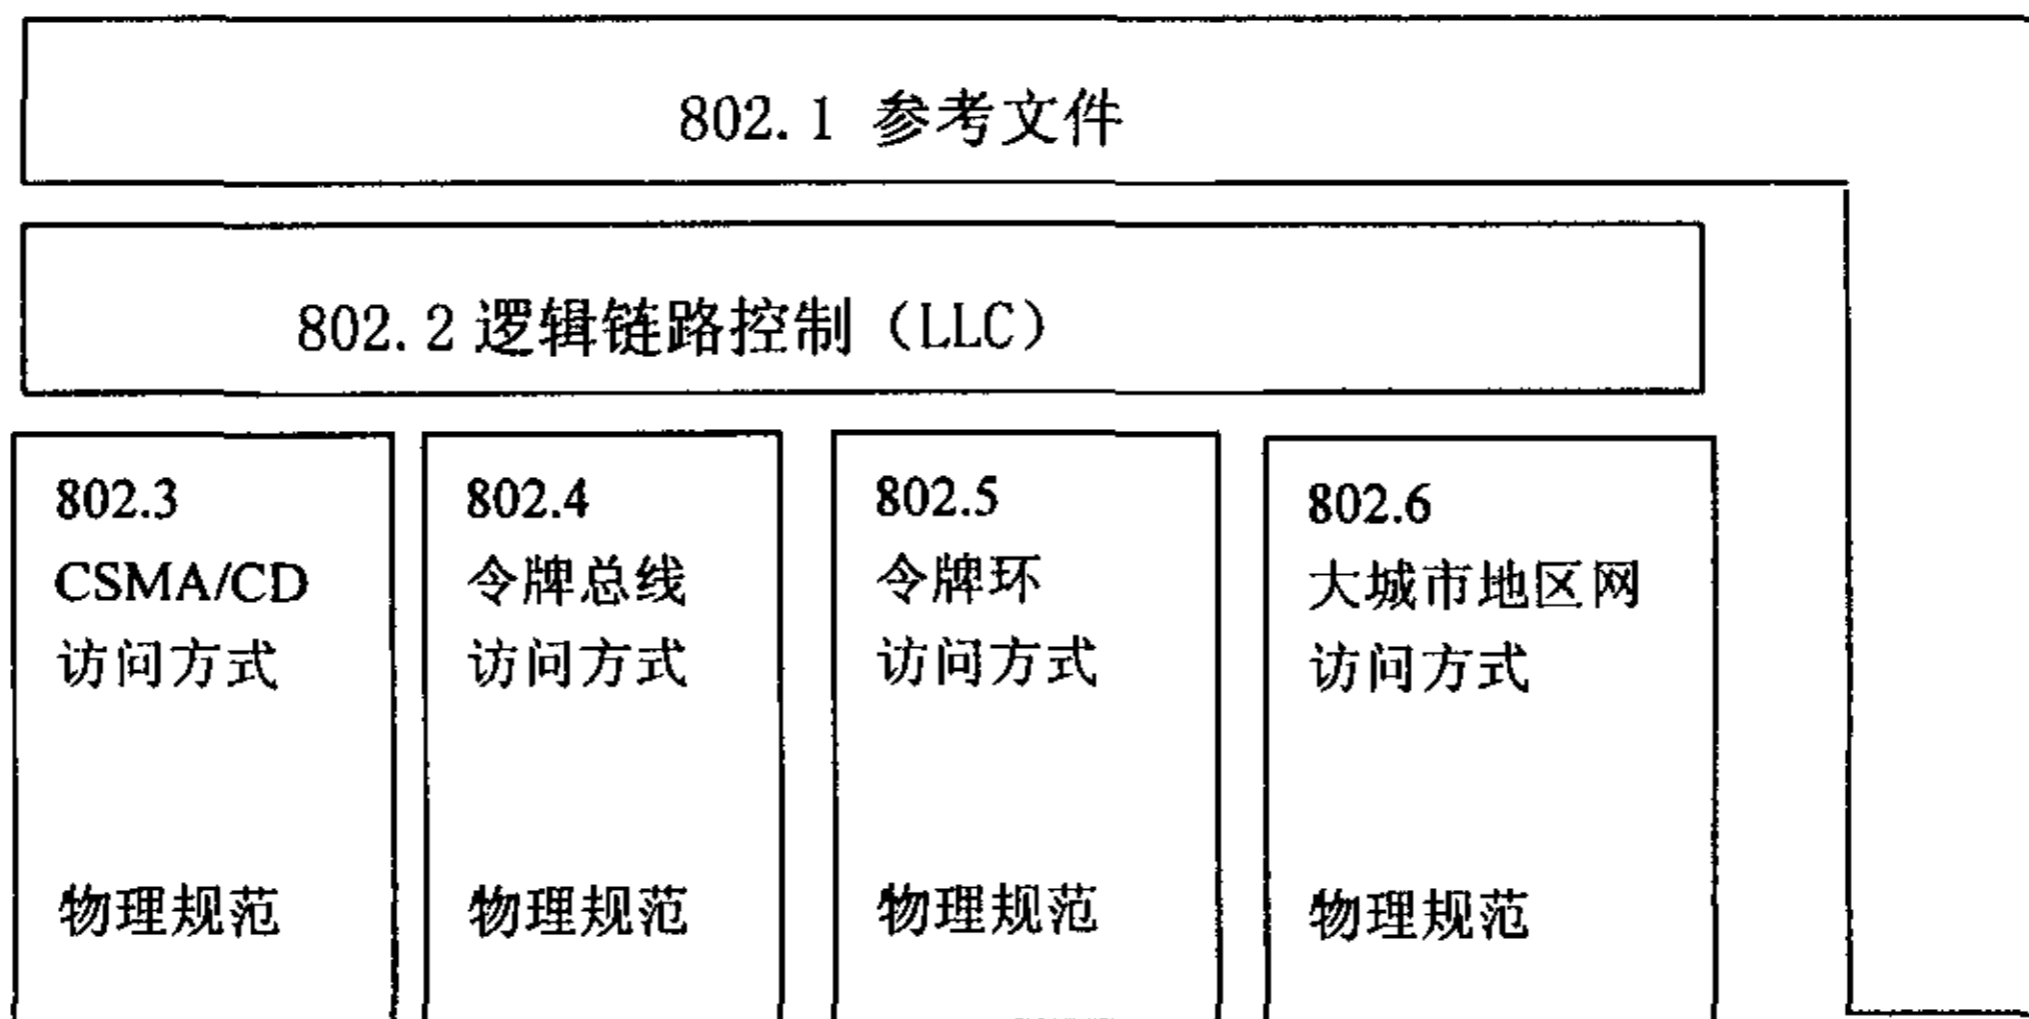 802.1 参考文件
802.2逻辑链路控制（LLC）
802.3
CSMA/CD
访问方式
物理规范
802.4
令牌总线
访问方式
物理规范
802.5
令牌环
访问方式
物理规范
802.6
大城市地区网
访问方式
物理规范